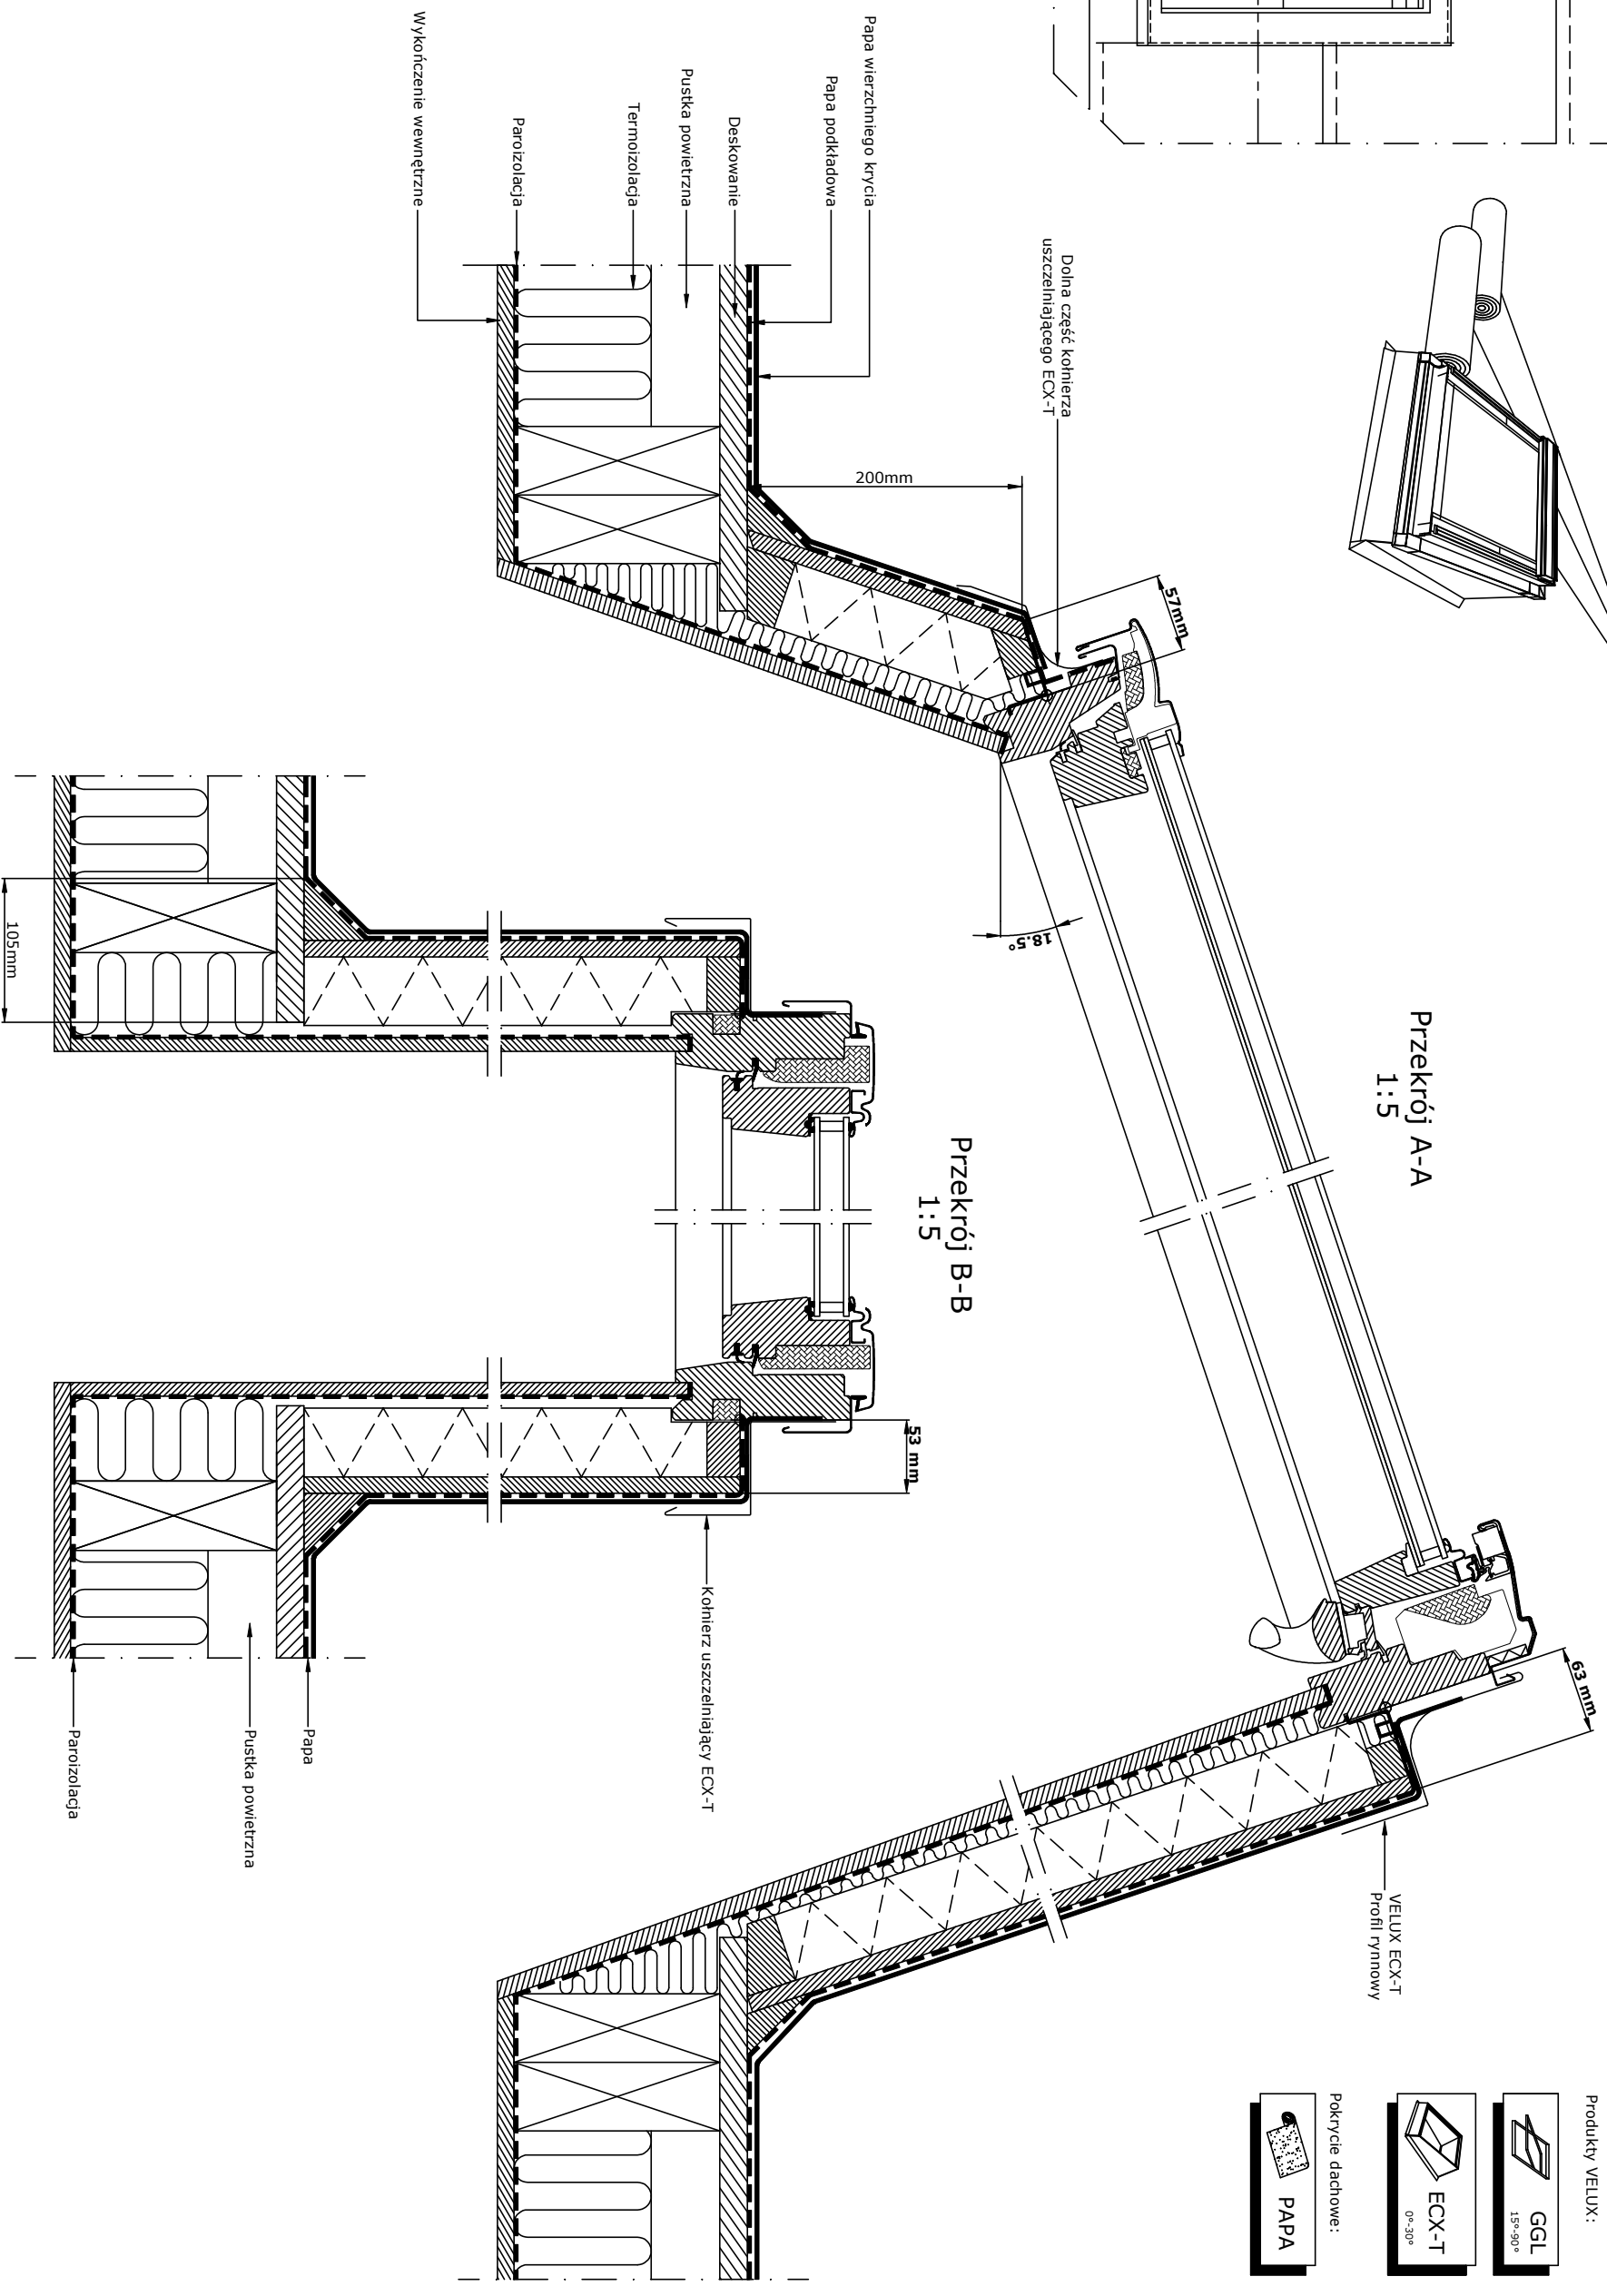 Produkty VELUX:
GGL
15°-90°
ECX-T
0°-30°
Pokrycie dachowe:
PAPA
Przekrój A-A
1:5
Dolna część kołnierza
uszczelniającego ECX-T
Papa wierzchniego krycia
Papa podkładowa
Deskowanie
Pustka powietrzna
Termoizolacja
Paroizolacja
Wykończenie wewnętrzne
200mm
57mm
18.5°
63 mm
VELUX ECX-T
Profil rynnowy
Przekrój B-B
1:5
53 mm
Kołnierz uszczelniający ECX-T
Papa
Pustka powietrzna
Paroizolacja
105mm